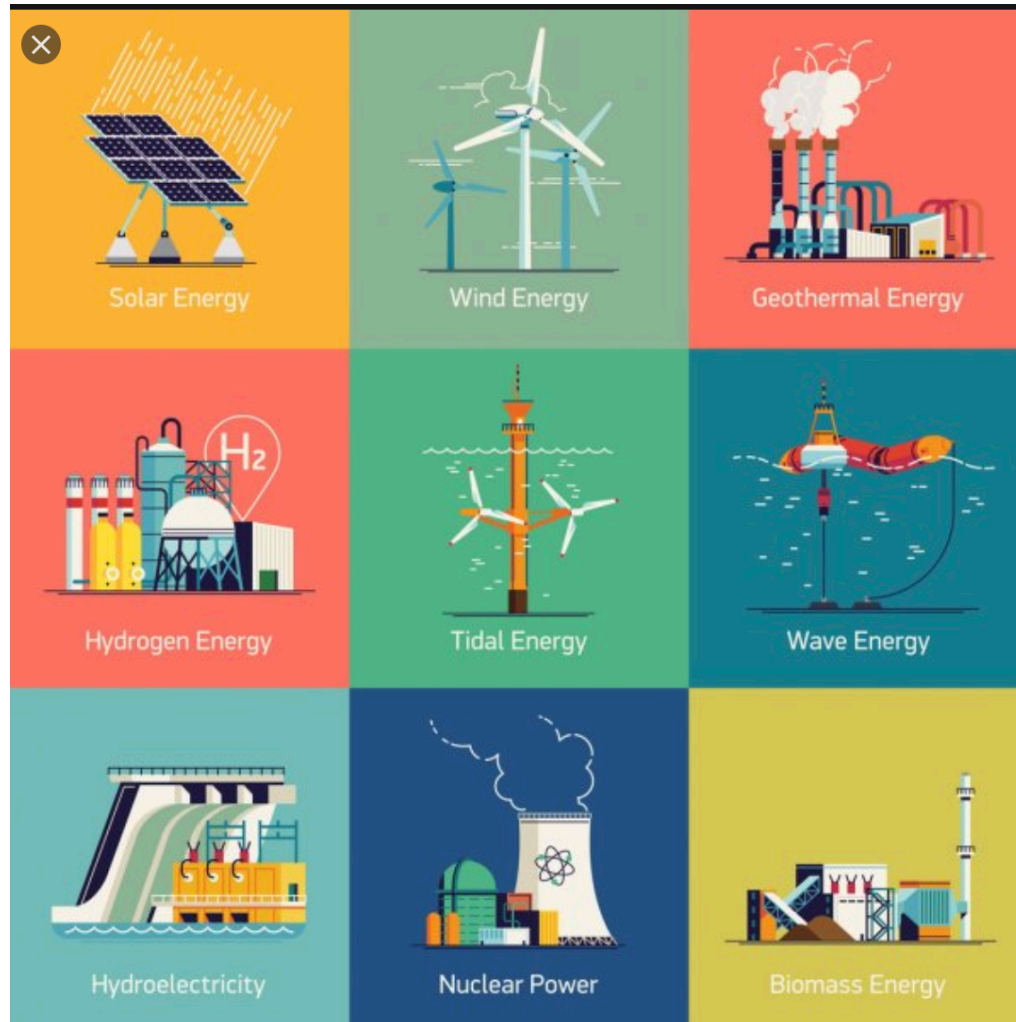 Solar Energy
Wind Energy
Geothermal Energy
H2
Hydrogen Energy
Tidal Energy
Wave Energy
Hydroelectricity
Nuclear Power
Biomass Energy